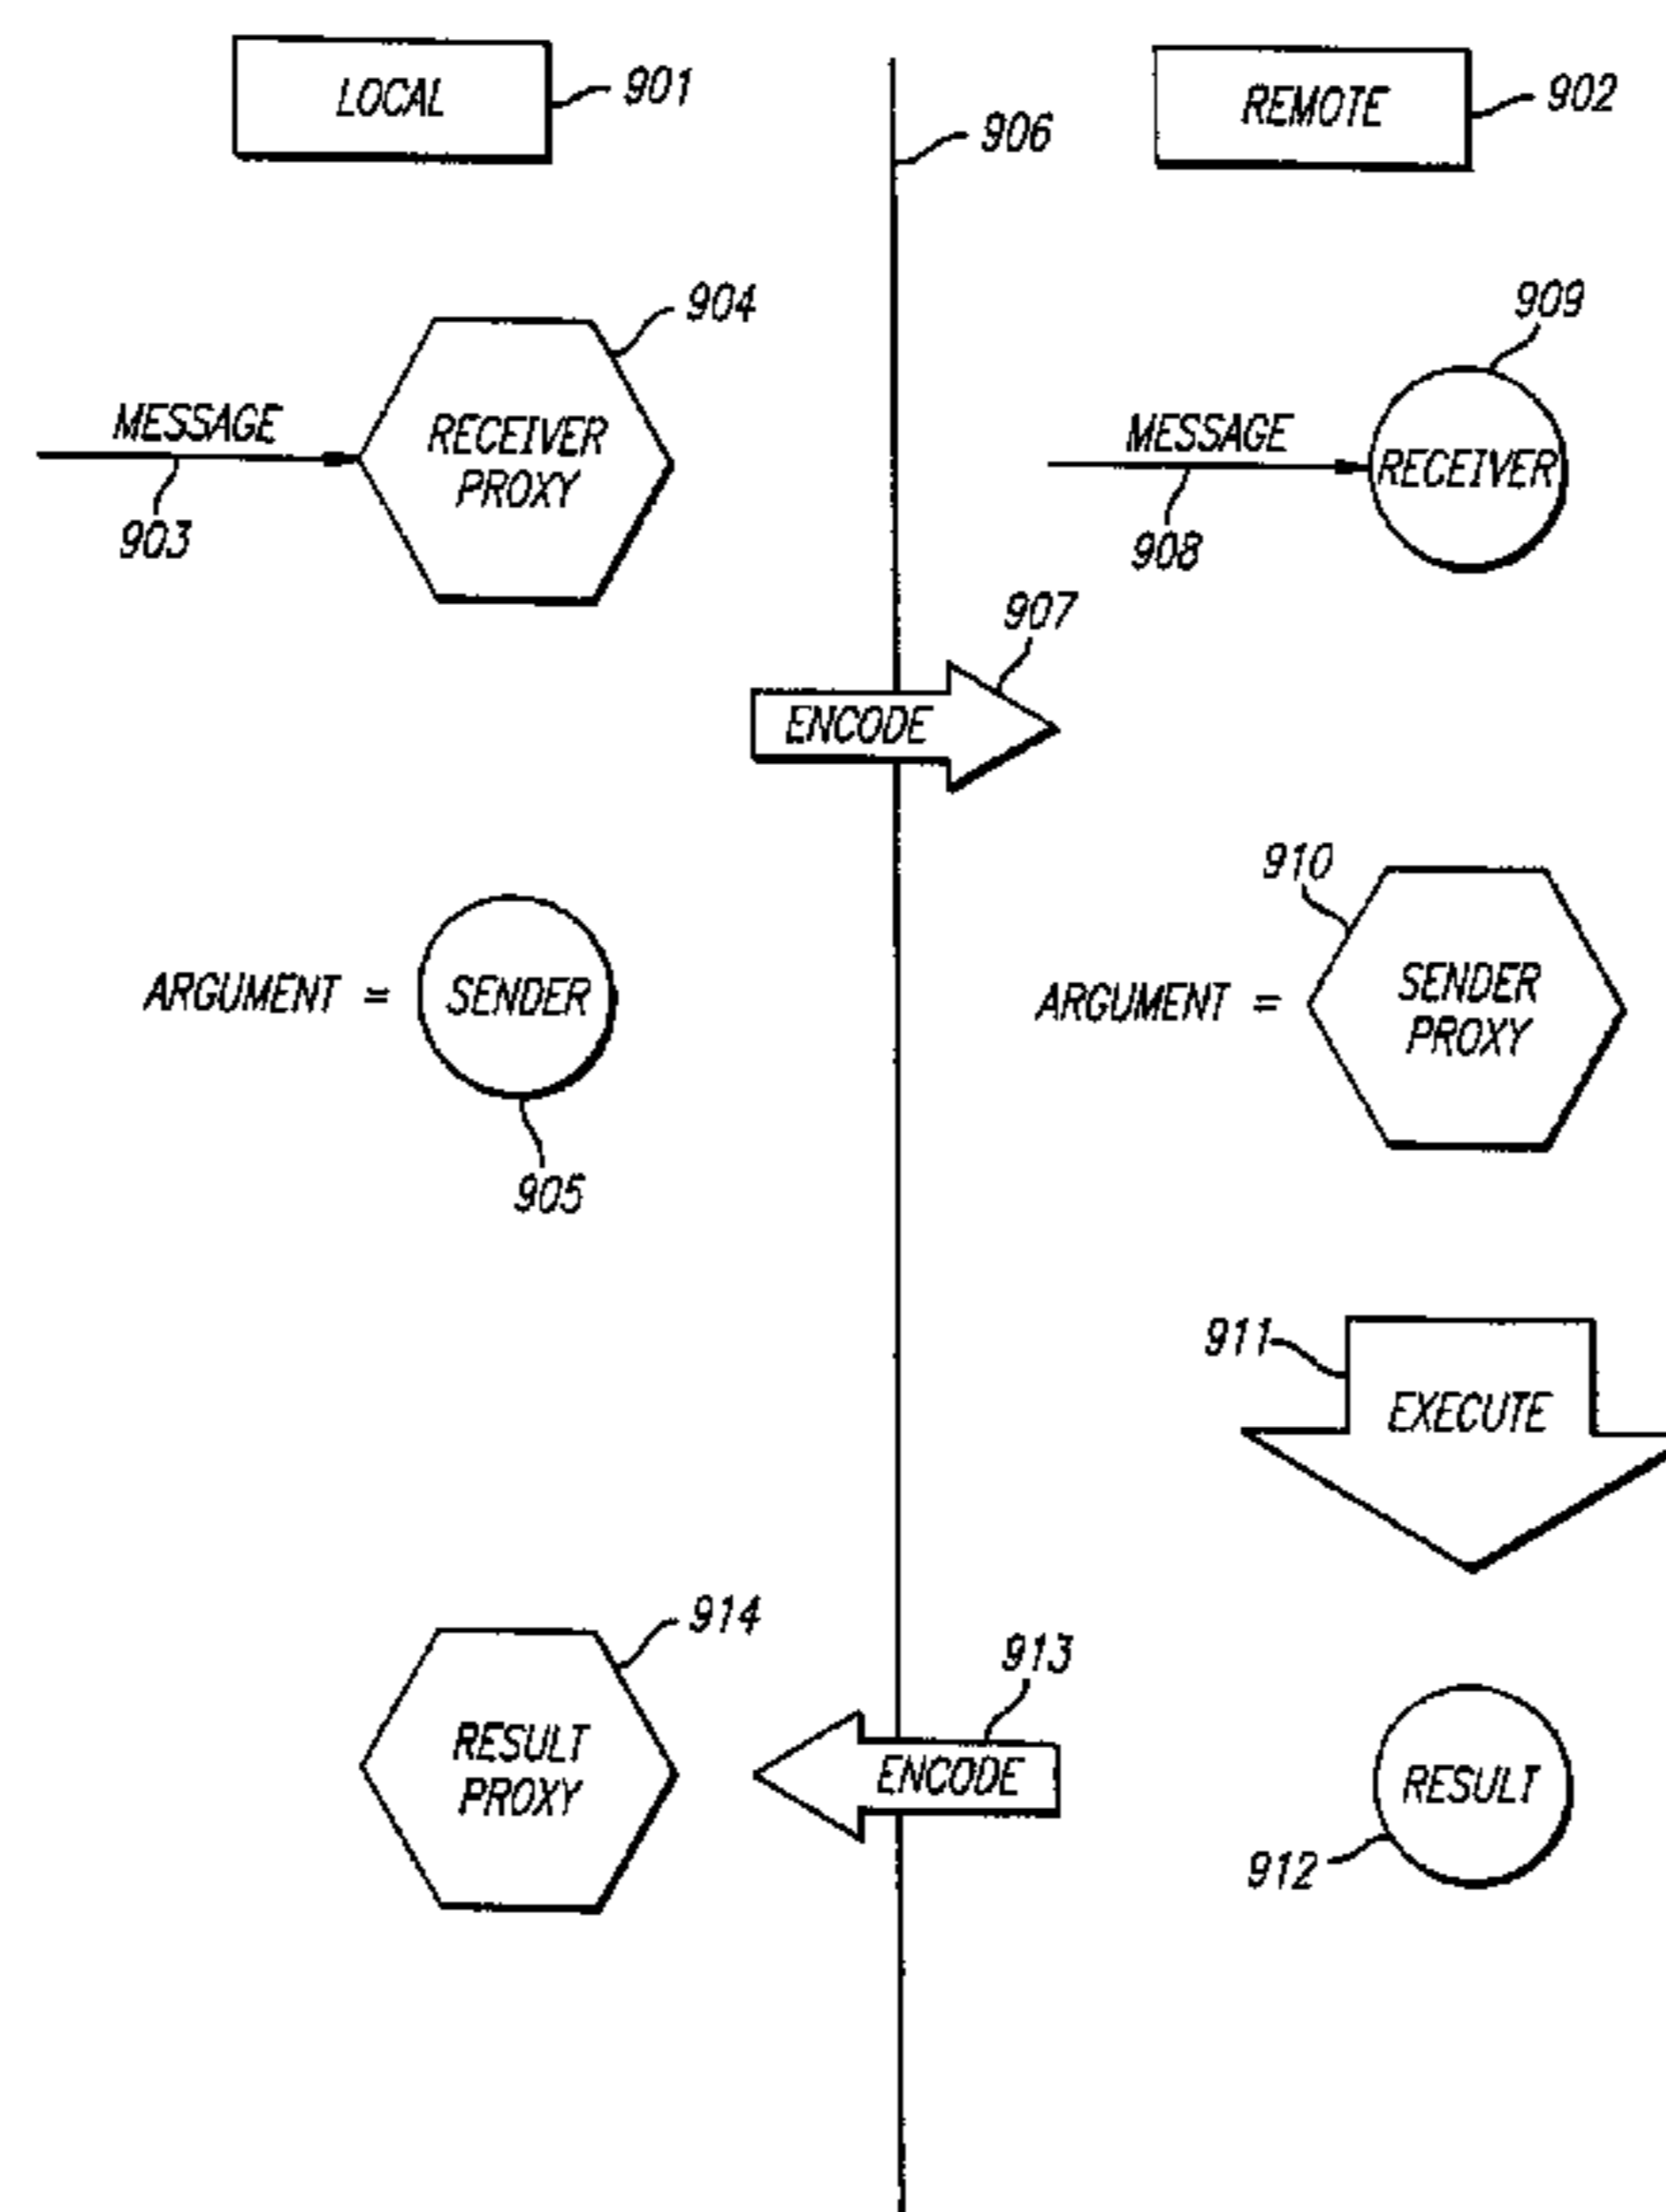 LOCAL
901
906
REMOTE
902
904
909
MESSAGE
903
RECEIVER
PROXY
MESSAGE
908
RECEIVER
907
ENCODE
910
ARGUMENT =
SENDER
905
ARGUMENT =
SENDER
PROXY
911
EXECUTE
914
913
RESULT
PROXY
ENCODE
RESULT
912